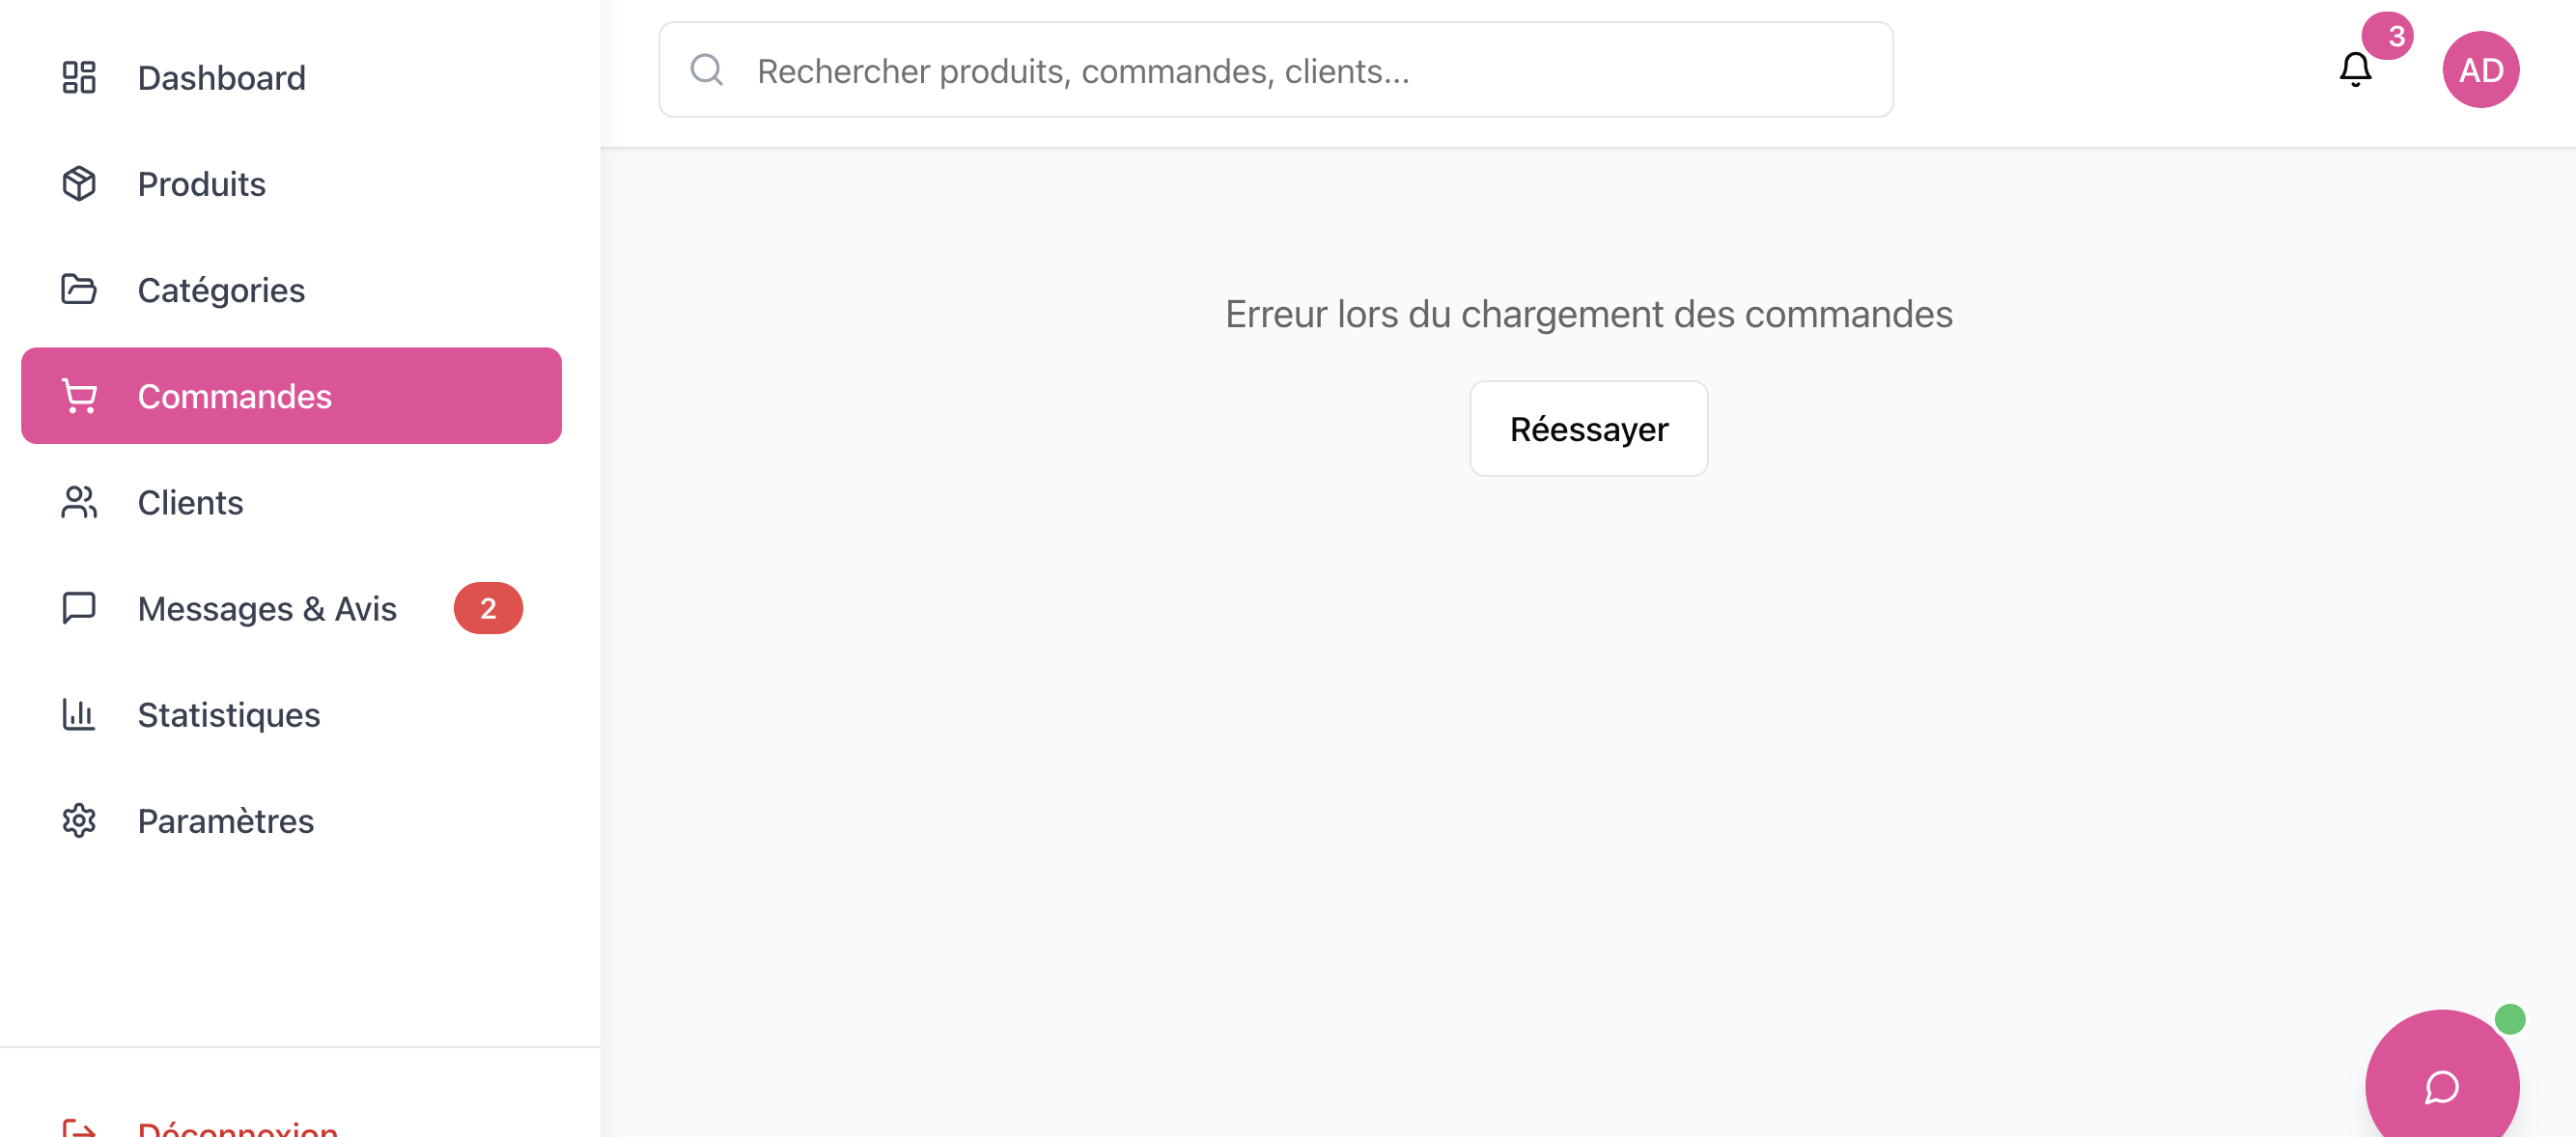 Dashboard
Produits
Catégories
Commandes
Clients
Messages & Avis 2
Statistiques
Paramètres
Déconnexion
Rechercher produits, commandes, clients...
3
AD
Erreur lors du chargement des commandes
Réessayer